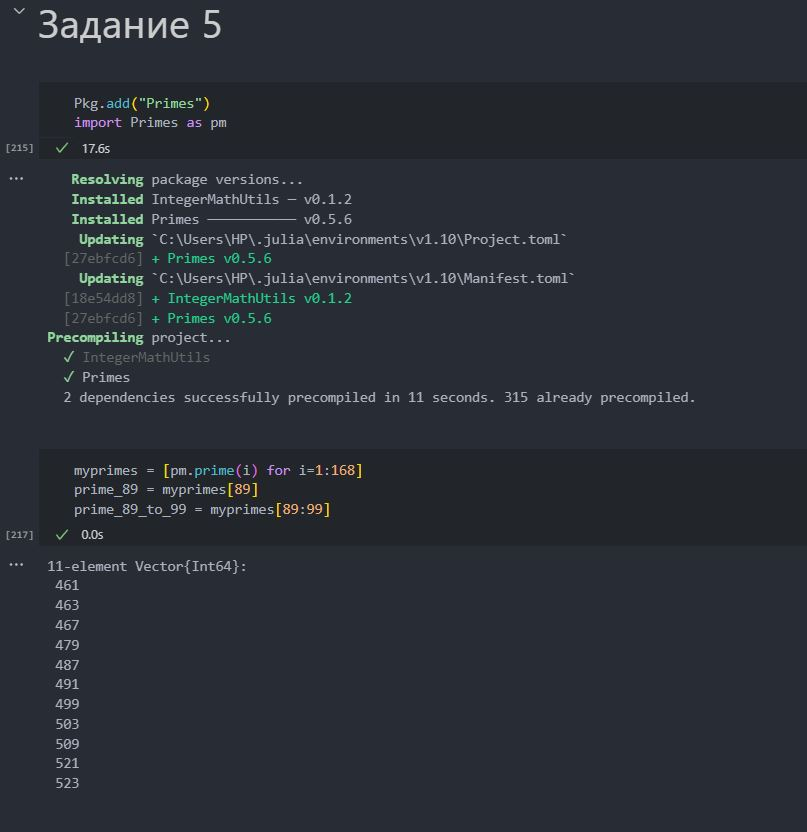 Задание 5
Pkg.add("Primes")
import Primes as pm
[215] ✓ 17.6s
... Resolving package versions...
Installed IntegerMathUtils ─ v0.1.2
Installed Primes ─────────── v0.5.6
Updating `C:\Users\HP\.julia\environments\v1.10\Project.toml`
[27ebfcd6] + Primes v0.5.6
Updating `C:\Users\HP\.julia\environments\v1.10\Manifest.toml`
[18e54dd8] + IntegerMathUtils v0.1.2
[27ebfcd6] + Primes v0.5.6
Precompiling project...
✓ IntegerMathUtils
✓ Primes
2 dependencies successfully precompiled in 11 seconds. 315 already precompiled.
myprimes = [pm.prime(i) for i=1:168]
prime_89 = myprimes[89]
prime_89_to_99 = myprimes[89:99]
[217] ✓ 0.0s
... 11-element Vector{Int64}:
461
463
467
479
487
491
499
503
509
521
523